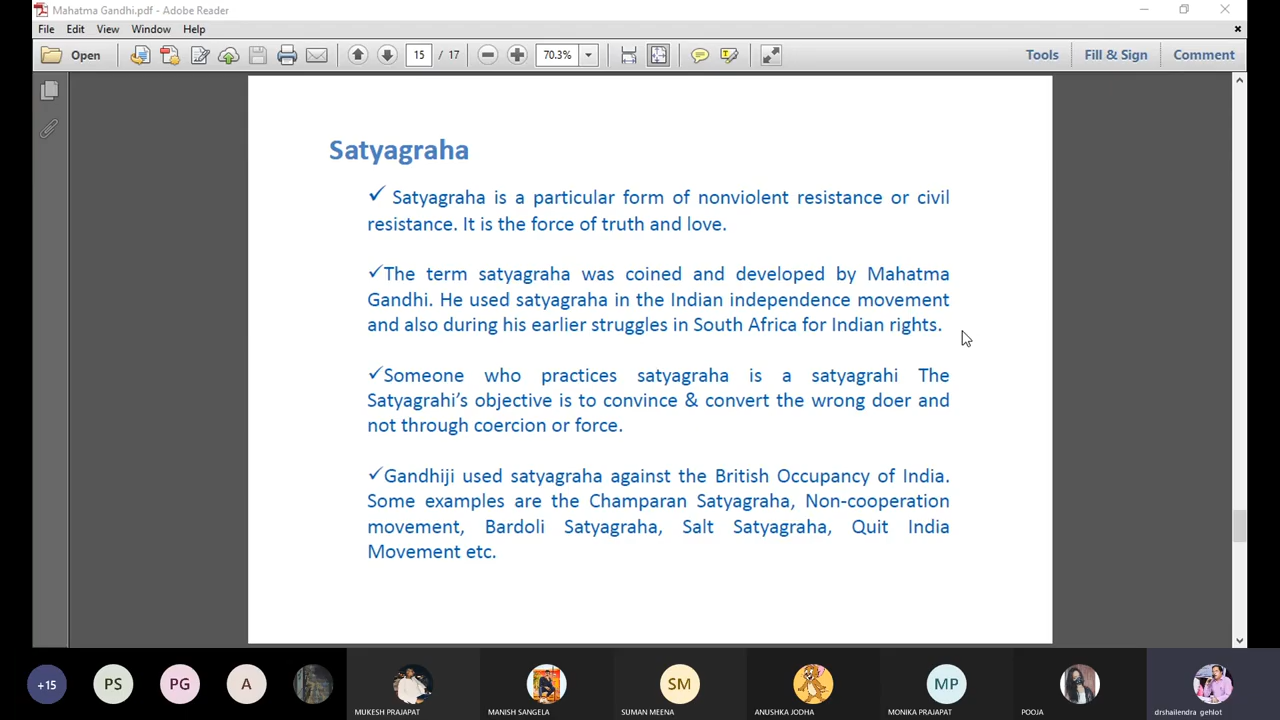 Mahatma Gandhi.pdf - Adobe Reader
File Edit View Window Help
Open 15 / 17 70.3% Tools Fill & Sign Comment
Satyagraha
✓ Satyagraha is a particular form of nonviolent resistance or civil
resistance. It is the force of truth and love.
✓The term satyagraha was coined and developed by Mahatma
Gandhi. He used satyagraha in the Indian independence movement
and also during his earlier struggles in South Africa for Indian rights.
✓Someone who practices satyagraha is a satyagrahi The
Satyagrahi’s objective is to convince & convert the wrong doer and
not through coercion or force.
✓Gandhiji used satyagraha against the British Occupancy of India.
Some examples are the Champaran Satyagraha, Non-cooperation
movement, Bardoli Satyagraha, Salt Satyagraha, Quit India
Movement etc.
+15 PS PG A SM MP
MUKESH PRAJAPAT MANISH SANGELA SUMAN MEENA ANUSHKA JODHA MONIKA PRAJAPAT POOJA drshailendra gehlot